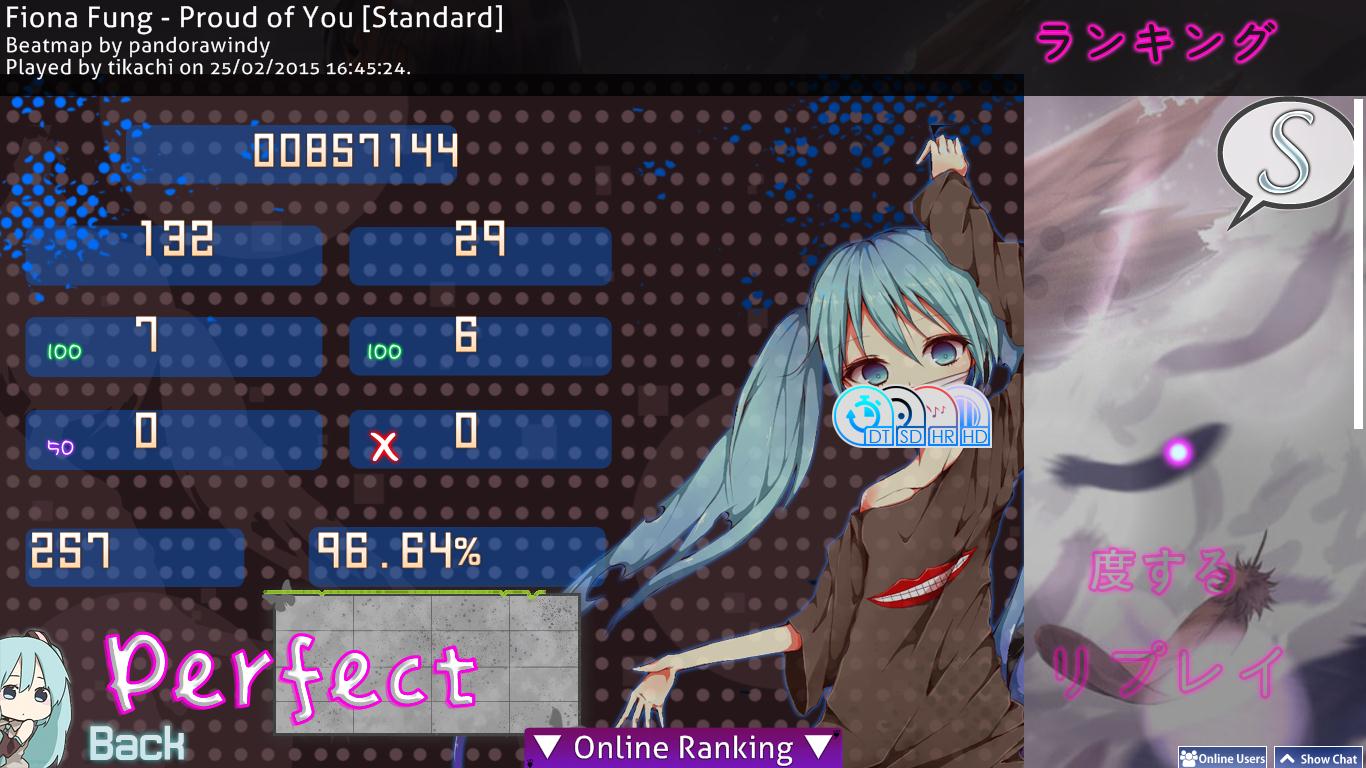 Fiona Fung - Proud of You [Standard]
Beatmap by pandorawindy
Played by tikachi on 25/02/2015 16:45:24.
ランキング
S
00857144
132
29
100
7
100
6
50
0
X
0
DT SD HR HD
257
96.64%
度する
リプレイ
Perfect
Back
▼ Online Ranking ▼
Online Users
Show Chat